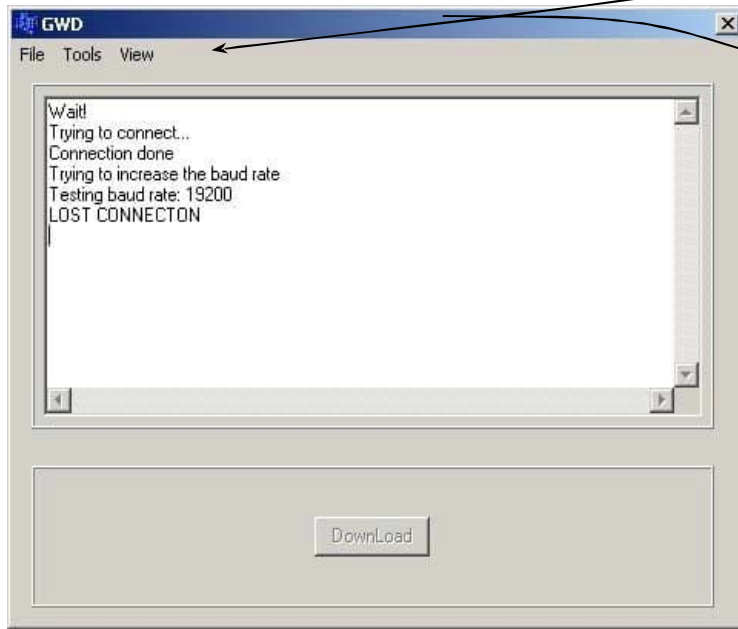 GWD
File Tools View
Wait!
Trying to connect...
Connection done
Trying to increase the baud rate
Testing baud rate: 19200
LOST CONNECTON
DownLoad